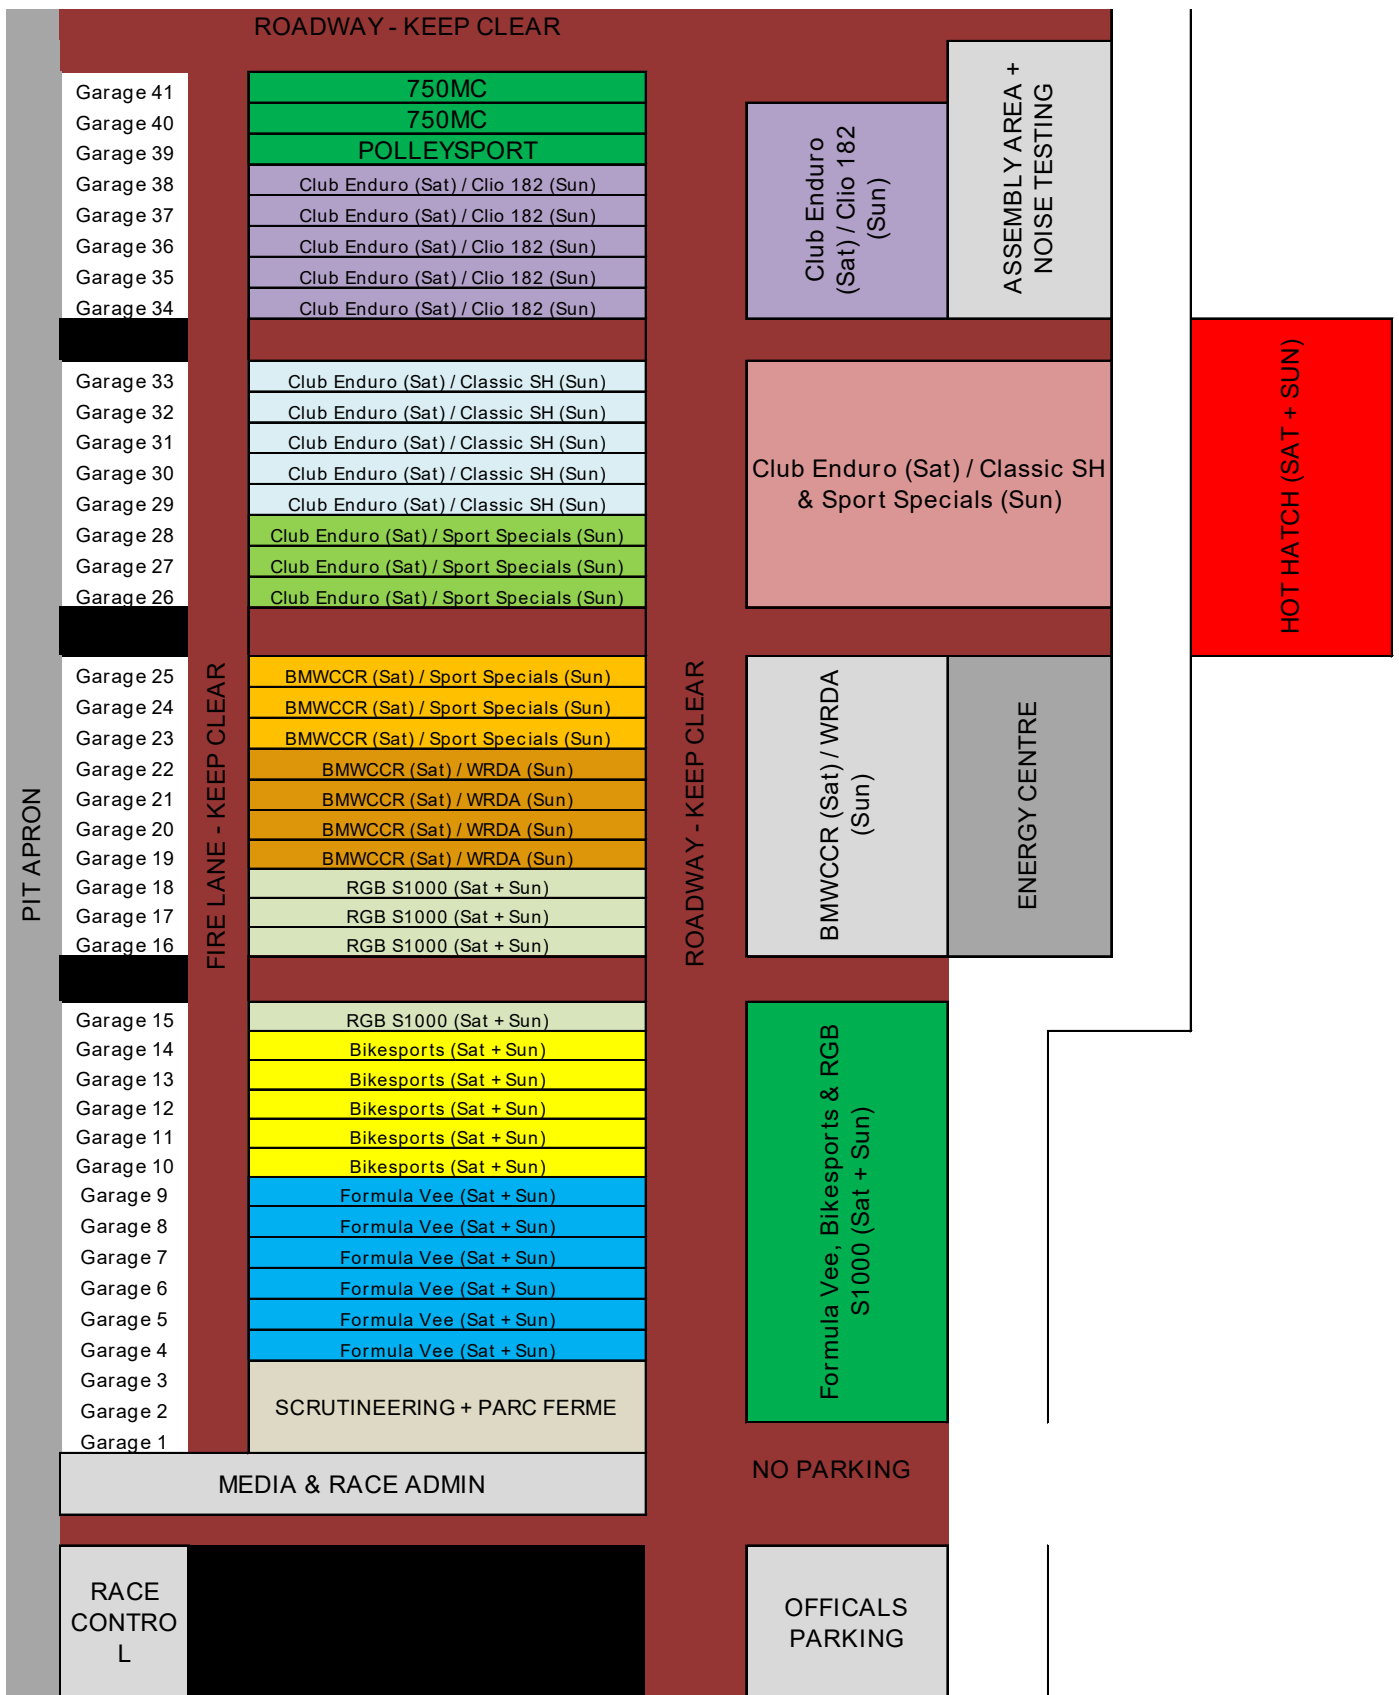 ROADWAY - KEEP CLEAR
Garage 41
750MC
Garage 40
750MC
Garage 39
POLLEYSPORT
Garage 38
Club Enduro (Sat) / Clio 182 (Sun)
Garage 37
Club Enduro (Sat) / Clio 182 (Sun)
Garage 36
Club Enduro (Sat) / Clio 182 (Sun)
Garage 35
Club Enduro (Sat) / Clio 182 (Sun)
Garage 34
Club Enduro (Sat) / Clio 182 (Sun)
Club Enduro
(Sat) / Clio 182
(Sun)
ASSEMBLY AREA +
NOISE TESTING
Garage 33
Club Enduro (Sat) / Classic SH (Sun)
Garage 32
Club Enduro (Sat) / Classic SH (Sun)
Garage 31
Club Enduro (Sat) / Classic SH (Sun)
Garage 30
Club Enduro (Sat) / Classic SH (Sun)
Garage 29
Club Enduro (Sat) / Classic SH (Sun)
Garage 28
Club Enduro (Sat) / Sport Specials (Sun)
Garage 27
Club Enduro (Sat) / Sport Specials (Sun)
Garage 26
Club Enduro (Sat) / Sport Specials (Sun)
Club Enduro (Sat) / Classic SH
& Sport Specials (Sun)
HOT HATCH (SAT + SUN)
PIT APRON
FIRE LANE - KEEP CLEAR
Garage 25
BMWCCR (Sat) / Sport Specials (Sun)
Garage 24
BMWCCR (Sat) / Sport Specials (Sun)
Garage 23
BMWCCR (Sat) / Sport Specials (Sun)
Garage 22
BMWCCR (Sat) / WRDA (Sun)
Garage 21
BMWCCR (Sat) / WRDA (Sun)
Garage 20
BMWCCR (Sat) / WRDA (Sun)
Garage 19
BMWCCR (Sat) / WRDA (Sun)
Garage 18
RGB S1000 (Sat + Sun)
Garage 17
RGB S1000 (Sat + Sun)
Garage 16
RGB S1000 (Sat + Sun)
ROADWAY - KEEP CLEAR
BMWCCR (Sat) / WRDA
(Sun)
ENERGY CENTRE
Garage 15
RGB S1000 (Sat + Sun)
Garage 14
Bikesports (Sat + Sun)
Garage 13
Bikesports (Sat + Sun)
Garage 12
Bikesports (Sat + Sun)
Garage 11
Bikesports (Sat + Sun)
Garage 10
Bikesports (Sat + Sun)
Garage 9
Formula Vee (Sat + Sun)
Garage 8
Formula Vee (Sat + Sun)
Garage 7
Formula Vee (Sat + Sun)
Garage 6
Formula Vee (Sat + Sun)
Garage 5
Formula Vee (Sat + Sun)
Garage 4
Formula Vee (Sat + Sun)
Garage 3
Garage 2
SCRUTINEERING + PARC FERME
Garage 1
Formula Vee, Bikesports & RGB
S1000 (Sat + Sun)
MEDIA & RACE ADMIN
NO PARKING
RACE
CONTRO
L
OFFICALS
PARKING